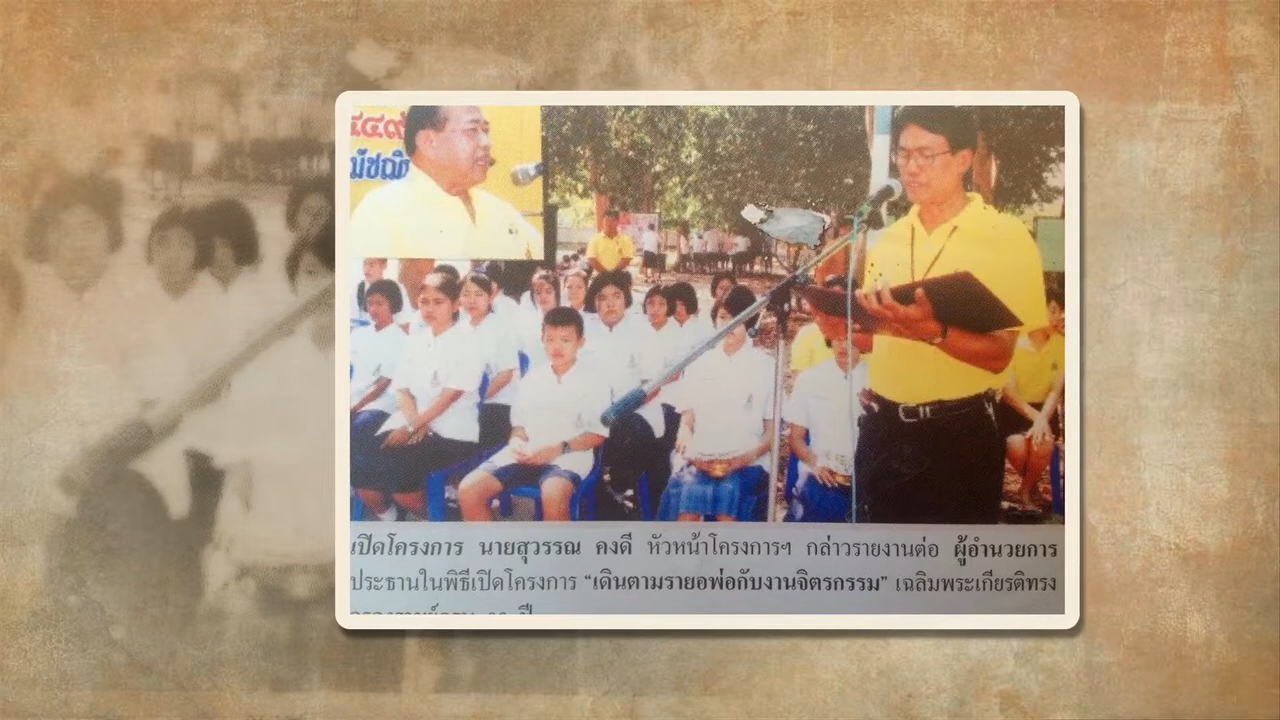 ๔๔๙
เปิดโครงการ นายสุวรรณ คงดี หัวหน้าโครงการฯ กล่าวรายงานต่อ ผู้อำนวยการ
ประธานในพิธีเปิดโครงการ “เดินตามรายอพ่อกับงานจิตรกรรม” เฉลิมพระเกียรติทรง